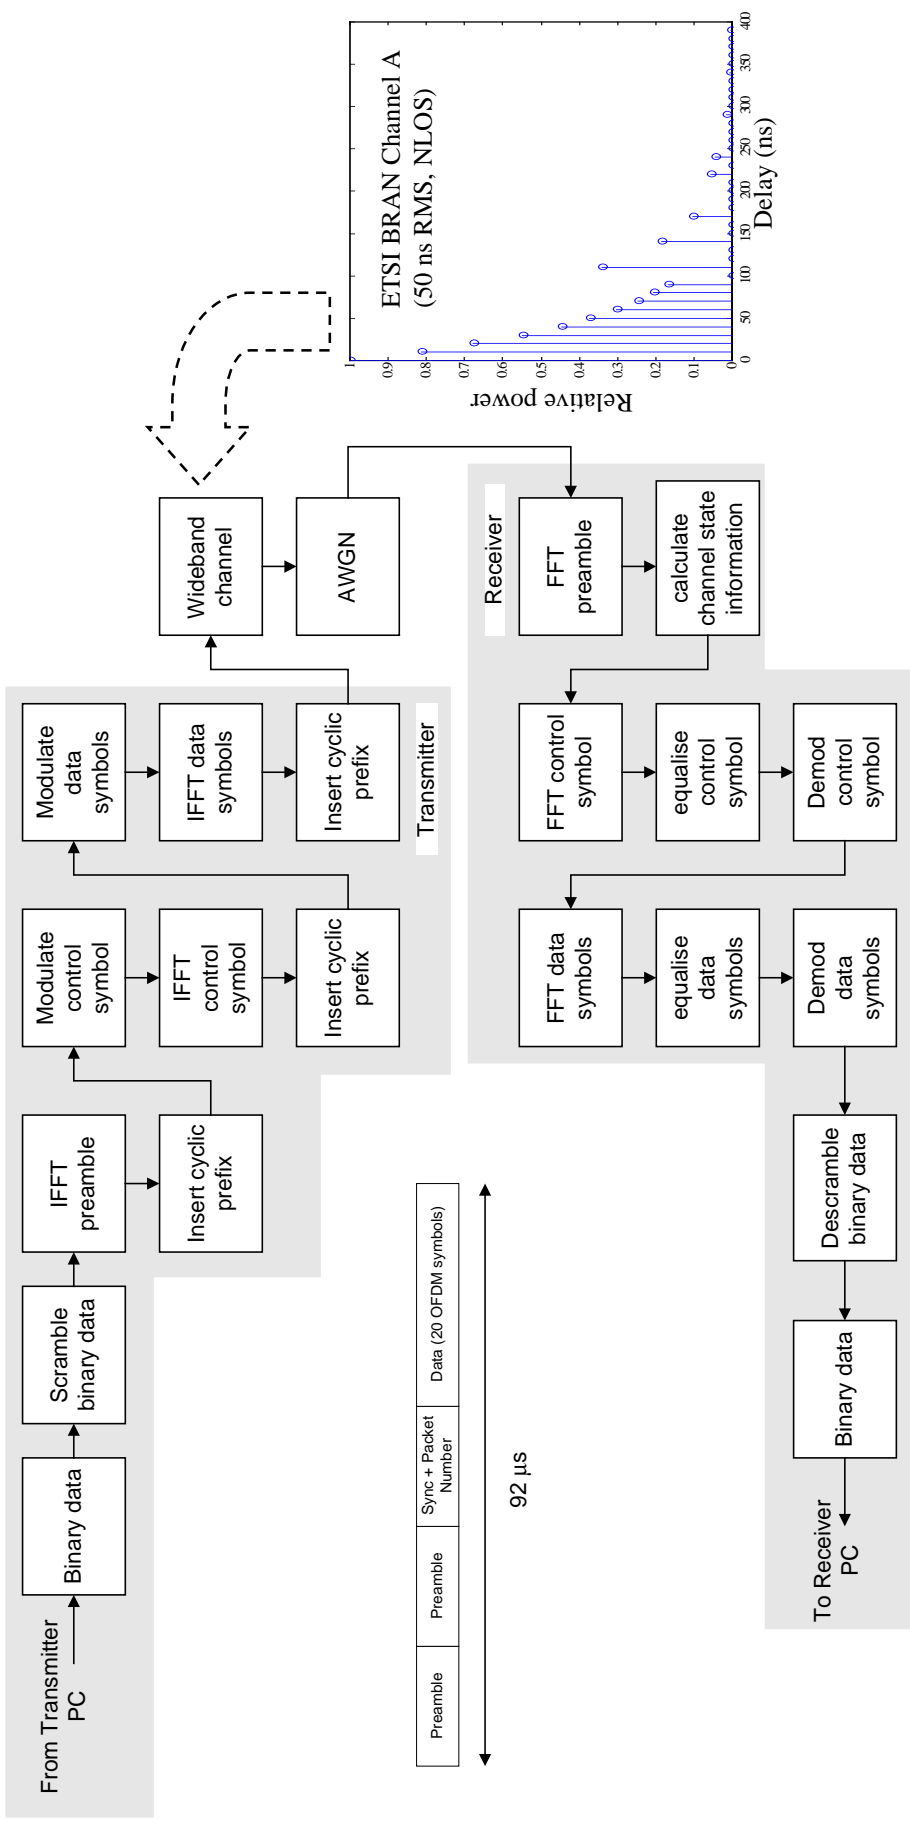 From Transmitter
PC
Binary data
Scramble
binary data
IFFT
preamble
Insert cyclic
prefix
Modulate
control
symbol
IFFT
control
symbol
Insert cyclic
prefix
Modulate
data
symbols
IFFT data
symbols
Insert cyclic
prefix
Transmitter
Wideband
channel
AWGN
ETSI BRAN Channel A
(50 ns RMS, NLOS)
Relative power
0.9
0.8
0.7
0.6
0.5
0.4
0.3
0.2
0.1
0
0
50
100
150
200
250
300
350
400
Delay (ns)
Preamble
Preamble
Sync + Packet
Number
Data (20 OFDM symbols)
92 µs
Receiver
FFT
preamble
calculate
channel state
information
FFT control
symbol
equalise
control
symbol
Demod
control
symbol
FFT data
symbols
equalise
data
symbols
Demod
data
symbols
Descramble
binary data
Binary data
To Receiver
PC